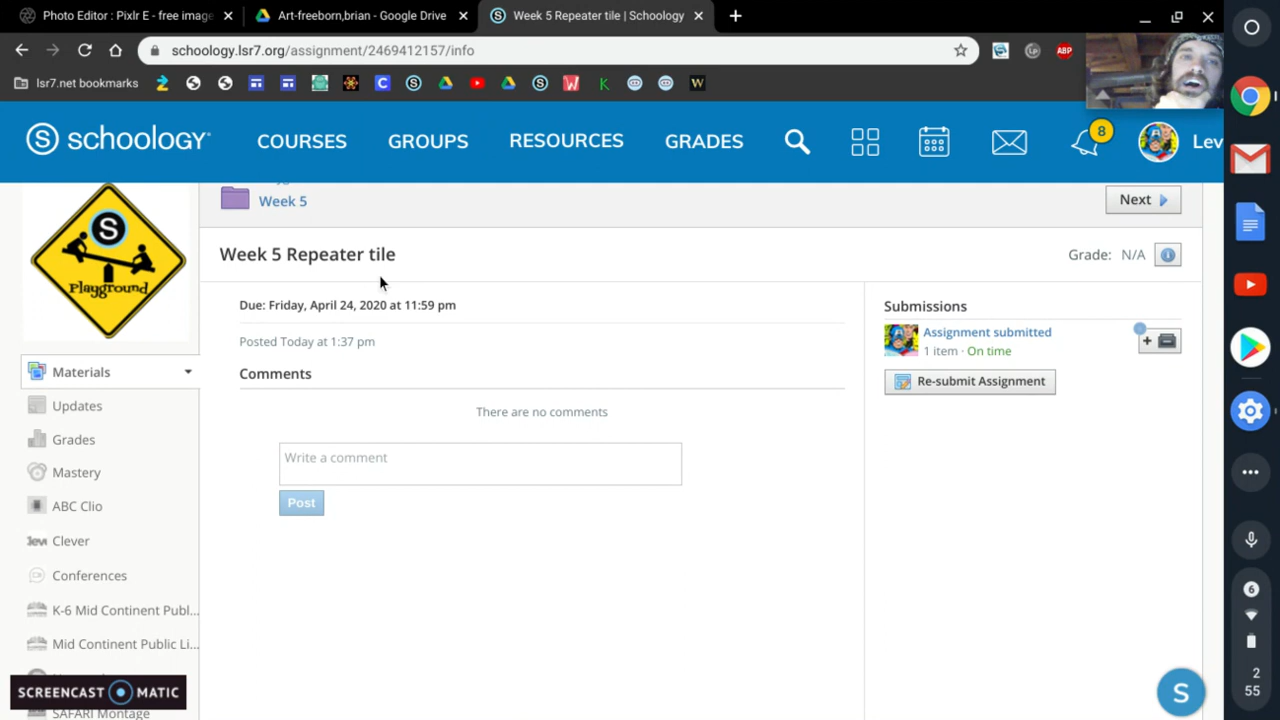 Photo Editor : Pixlr E - free image
Art-freeborn,brian - Google Drive
Week 5 Repeater tile | Schoology
schoology.lsr7.org/assignment/2469412157/info
ABP
lsr7.net bookmarks
S schoology
COURSES
GROUPS
RESOURCES
GRADES
8
Lev
S
Playground
Week 5
Next
Week 5 Repeater tile
Grade: N/A
Due: Friday, April 24, 2020 at 11:59 pm
Posted Today at 1:37 pm
Comments
There are no comments
Write a comment
Post
Submissions
Assignment submitted
1 item · On time
Re-submit Assignment
Materials
Updates
Grades
Mastery
ABC Clio
Clever
Conferences
K-6 Mid Continent Publ...
Mid Continent Public Li...
SAFARI Montage
SCREENCAST MATIC
S
6
2
55